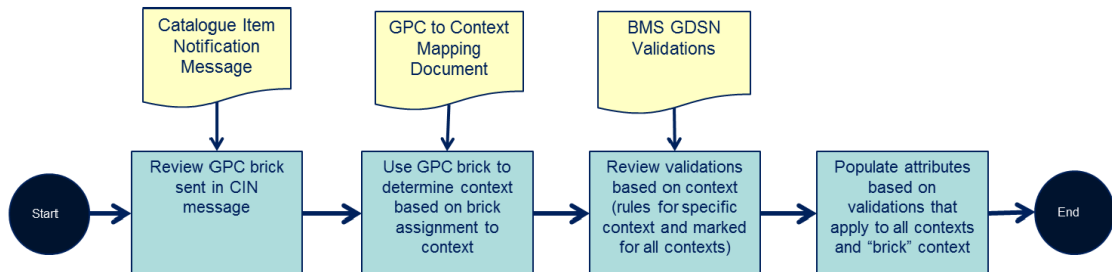 Catalogue Item
Notification
Message
GPC to Context
Mapping
Document
BMS GDSN
Validations
Start
Review GPC brick
sent in CIN
message
Use GPC brick to
determine context
based on brick
assignment to
context
Review validations
based on context
(rules for specific
context and marked
for all contexts)
Populate attributes
based on
validations that
apply to all contexts
and “brick” context
End